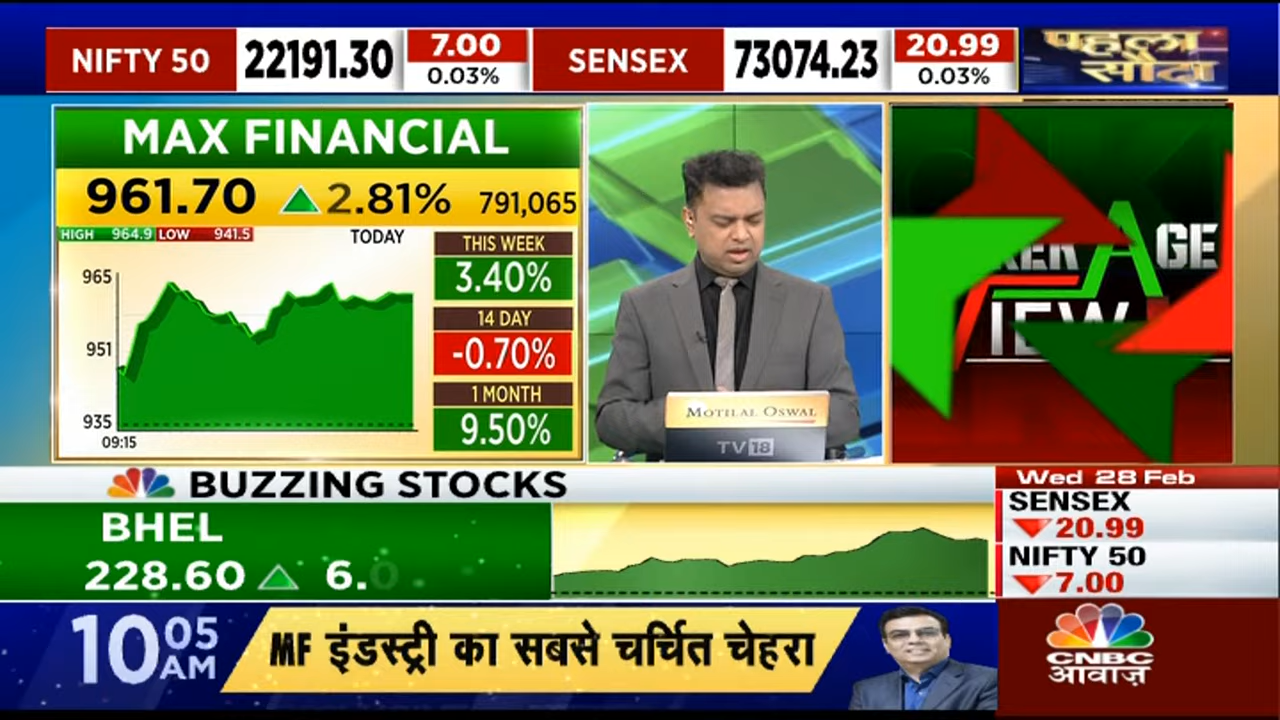 NIFTY 50
22191.30
7.00
0.03%
SENSEX
73074.23
20.99
0.03%
पहला
सौदा
MAX FINANCIAL
961.70
2.81%
791,065
HIGH 964.9 LOW 941.5
TODAY
965
951
935
09:15
THIS WEEK
3.40%
14 DAY
-0.70%
1 MONTH
9.50%
MOTILAL OSWAL
TV18
BUZZING STOCKS
BHEL
228.60
6.0
Wed 28 Feb
SENSEX
20.99
NIFTY 50
7.00
10 05
AM
MF इंडस्ट्री का सबसे चर्चित चेहरा
CNBC
आवाज़